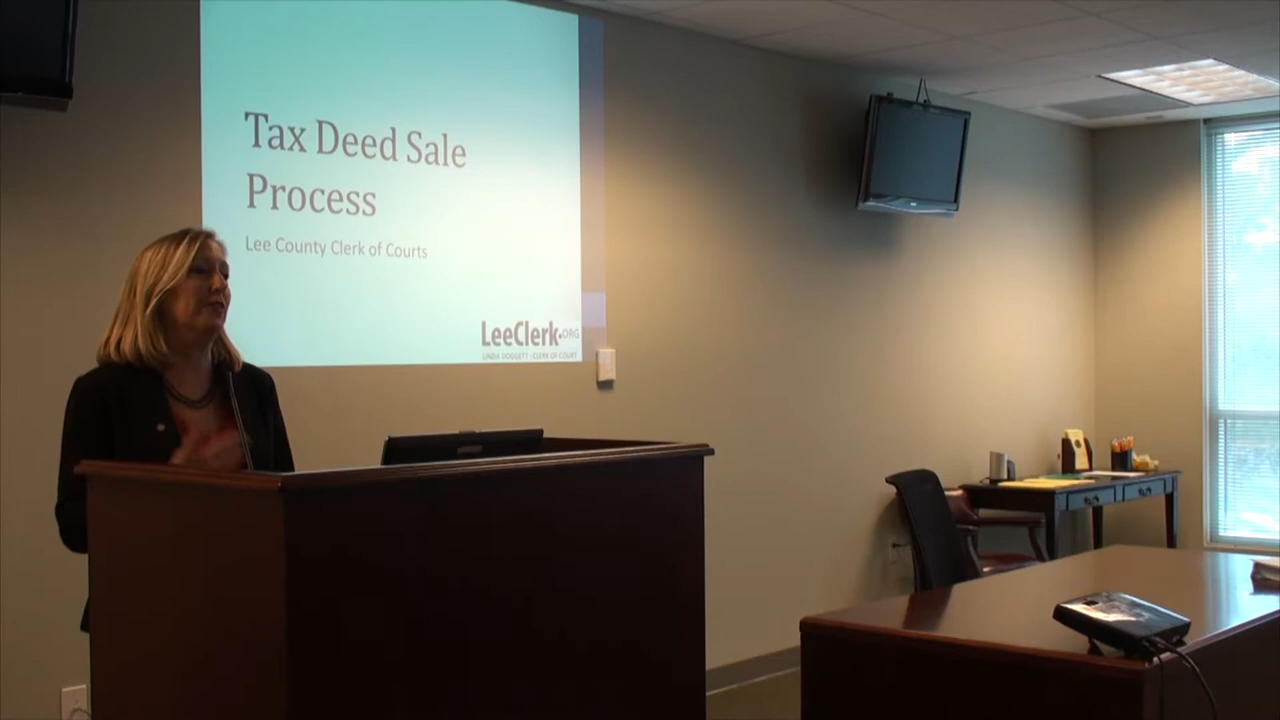 Tax Deed Sale
Process
Lee County Clerk of Courts
LeeClerk.ORG
LINDA DOGGETT - CLERK OF COURT